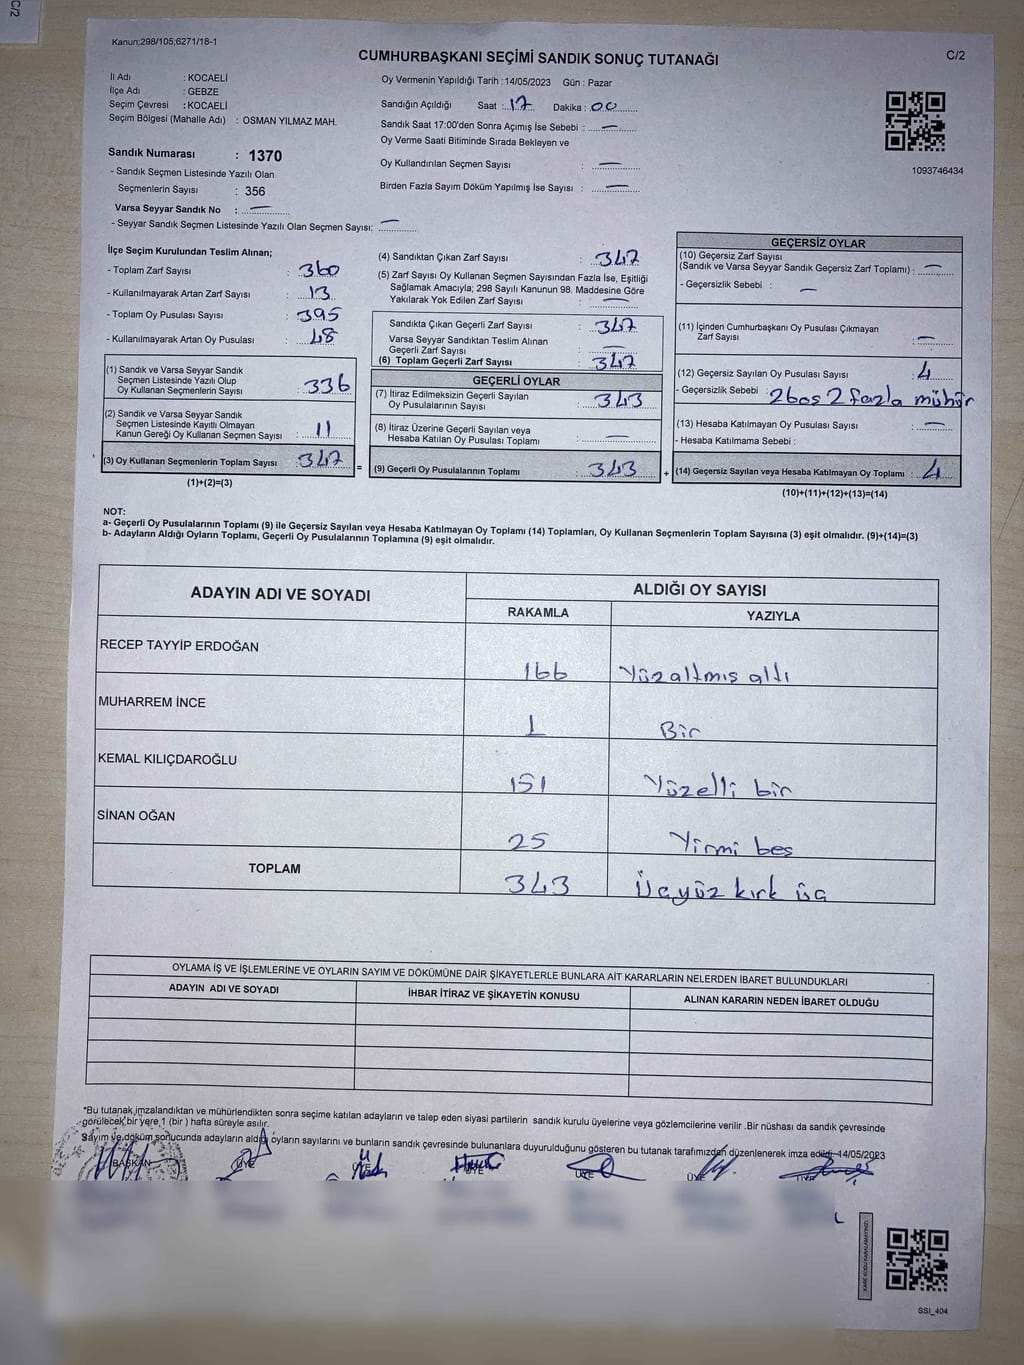 C/2
Kanun;298/105;6271/18-1
CUMHURBAŞKANI SEÇİMİ SANDIK SONUÇ TUTANAĞI
C/2
İl Adı : KOCAELİ
İlçe Adı : GEBZE
Seçim Çevresi : KOCAELİ
Seçim Bölgesi (Mahalle Adı) : OSMAN YILMAZ MAH.
Oy Vermenin Yapıldığı Tarih : 14/05/2023 Gün : Pazar
Sandığın Açıldığı Saat : 17 Dakika : 00
Sandık Saat 17:00'den Sonra Açımış İse Sebebi : —
Oy Verme Saati Bitiminde Sırada Bekleyen ve
Oy Kullandırılan Seçmen Sayısı : —
Birden Fazla Sayım Döküm Yapılmış İse Sayısı : —
1093746434
Sandık Numarası : 1370
- Sandık Seçmen Listesinde Yazılı Olan
Seçmenlerin Sayısı : 356
Varsa Seyyar Sandık No : —
- Seyyar Sandık Seçmen Listesinde Yazılı Olan Seçmen Sayısı: —
İlçe Seçim Kurulundan Teslim Alınan;
- Toplam Zarf Sayısı : 360
- Kullanılmayarak Artan Zarf Sayısı : 13
- Toplam Oy Pusulası Sayısı : 395
- Kullanılmayarak Artan Oy Pusulası : 48
(1) Sandık ve Varsa Seyyar Sandık
Seçmen Listesinde Yazılı Olup
Oy Kullanan Seçmenlerin Sayısı : 336
(2) Sandık ve Varsa Seyyar Sandık
Seçmen Listesinde Kayıtlı Olmayan
Kanun Gereği Oy Kullanan Seçmen Sayısı : 11
(3) Oy Kullanan Seçmenlerin Toplam Sayısı : 347
(1)+(2)=(3)
=
(4) Sandıktan Çıkan Zarf Sayısı : 347
(5) Zarf Sayısı Oy Kullanan Seçmen Sayısından Fazla İse, Eşitliği
Sağlamak Amacıyla; 298 Sayılı Kanunun 98. Maddesine Göre
Yakılarak Yok Edilen Zarf Sayısı : —
Sandıkta Çıkan Geçerli Zarf Sayısı : 347
Varsa Seyyar Sandıktan Teslim Alınan
Geçerli Zarf Sayısı : —
(6) Toplam Geçerli Zarf Sayısı : 347
GEÇERLİ OYLAR
(7) İtiraz Edilmeksizin Geçerli Sayılan
Oy Pusulalarının Sayısı : 343
(8) İtiraz Üzerine Geçerli Sayılan veya
Hesaba Katılan Oy Pusulası Toplamı : —
(9) Geçerli Oy Pusulalarının Toplamı : 343
+
GEÇERSİZ OYLAR
(10) Geçersiz Zarf Sayısı
(Sandık ve Varsa Seyyar Sandık Geçersiz Zarf Toplamı) : —
- Geçersizlik Sebebi : —
(11) İçinden Cumhurbaşkanı Oy Pusulası Çıkmayan
Zarf Sayısı : —
(12) Geçersiz Sayılan Oy Pusulası Sayısı : 4
- Geçersizlik Sebebi : 2 boş 2 fazla mühür
(13) Hesaba Katılmayan Oy Pusulası Sayısı : —
- Hesaba Katılmama Sebebi :
(14) Geçersiz Sayılan veya Hesaba Katılmayan Oy Toplamı : 4
(10)+(11)+(12)+(13)=(14)
NOT:
a- Geçerli Oy Pusulalarının Toplamı (9) ile Geçersiz Sayılan veya Hesaba Katılmayan Oy Toplamı (14) Toplamları, Oy Kullanan Seçmenlerin Toplam Sayısına (3) eşit olmalıdır. (9)+(14)=(3)
b- Adayların Aldığı Oyların Toplamı, Geçerli Oy Pusulalarının Toplamına (9) eşit olmalıdır.
ADAYIN ADI VE SOYADI ALDIĞI OY SAYISI
RAKAMLA YAZIYLA
RECEP TAYYİP ERDOĞAN 166 Yüzaltmış altı
MUHARREM İNCE 1 Bir
KEMAL KILIÇDAROĞLU 151 Yüzelli bir
SİNAN OĞAN 25 Yirmi beş
TOPLAM 343 Üçyüz kırk üç
OYLAMA İŞ VE İŞLEMLERİNE VE OYLARIN SAYIM VE DÖKÜMÜNE DAİR ŞİKAYETLERLE BUNLARA AİT KARARLARIN NELERDEN İBARET BULUNDUKLARI
ADAYIN ADI VE SOYADI İHBAR İTİRAZ VE ŞİKAYETİN KONUSU ALINAN KARARIN NEDEN İBARET OLDUĞU
"Bu tutanak imzalandıktan ve mühürlendikten sonra seçime katılan adayların ve talep eden siyasi partilerin sandık kurulu üyelerine veya gözlemcilerine verilir .Bir nüshası da sandık çevresinde
görülecek bir yere 1 (bir ) hafta süreyle asılır.
Sayım ve döküm sonucunda adayların aldığı oyların sayılarını ve bunların sandık çevresinde bulunanlara duyurulduğunu gösteren bu tutanak tarafımızdan düzenlenerek imza edildi. 14/05/2023
BAŞKAN ÜYE ÜYE ÜYE ÜYE ÜYE ÜYE
KARE KODU KARALAMAYINIZ.
SSI_404